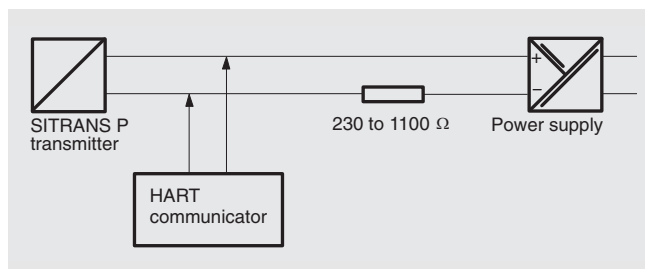 +
−
SITRANS P
transmitter
230 to 1100 Ω
Power supply
HART
communicator